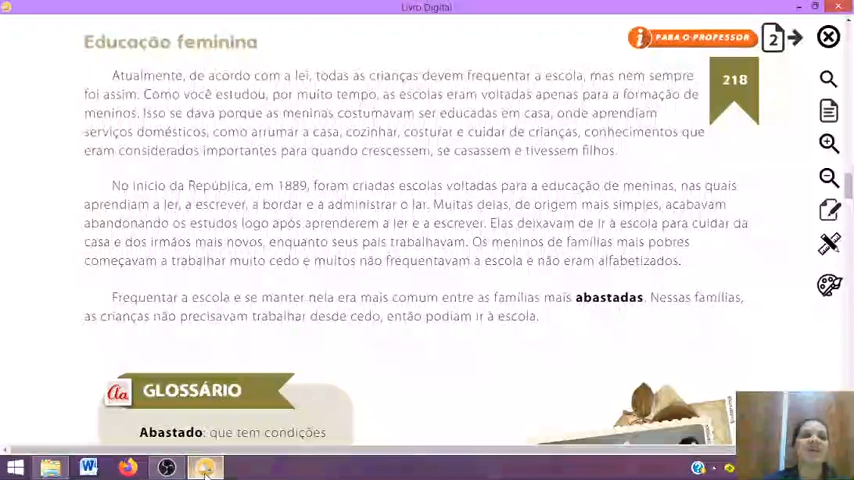 Livro Digital
Educação feminina
PARA O PROFESSOR
2
218
Atualmente, de acordo com a lei, todas as crianças devem frequentar a escola, mas nem sempre
foi assim. Como você estudou, por muito tempo, as escolas eram voltadas apenas para a formação de
meninos. Isso se dava porque as meninas costumavam ser educadas em casa, onde aprendiam
serviços domésticos, como arrumar a casa, cozinhar, costurar e cuidar de crianças, conhecimentos que
eram considerados importantes para quando crescessem, se casassem e tivessem filhos.
No início da República, em 1889, foram criadas escolas voltadas para a educação de meninas, nas quais
aprendiam a ler, a escrever, a bordar e a administrar o lar. Muitas delas, de origem mais simples, acabavam
abandonando os estudos logo após aprenderem a ler e a escrever. Elas deixavam de ir à escola para cuidar da
casa e dos irmãos mais novos, enquanto seus pais trabalhavam. Os meninos de famílias mais pobres
começavam a trabalhar muito cedo e muitos não frequentavam a escola e não eram alfabetizados.
Frequentar a escola e se manter nela era mais comum entre as famílias mais abastadas. Nessas famílias,
as crianças não precisavam trabalhar desde cedo, então podiam ir à escola.
Aa GLOSSÁRIO
Abastado: que tem condições